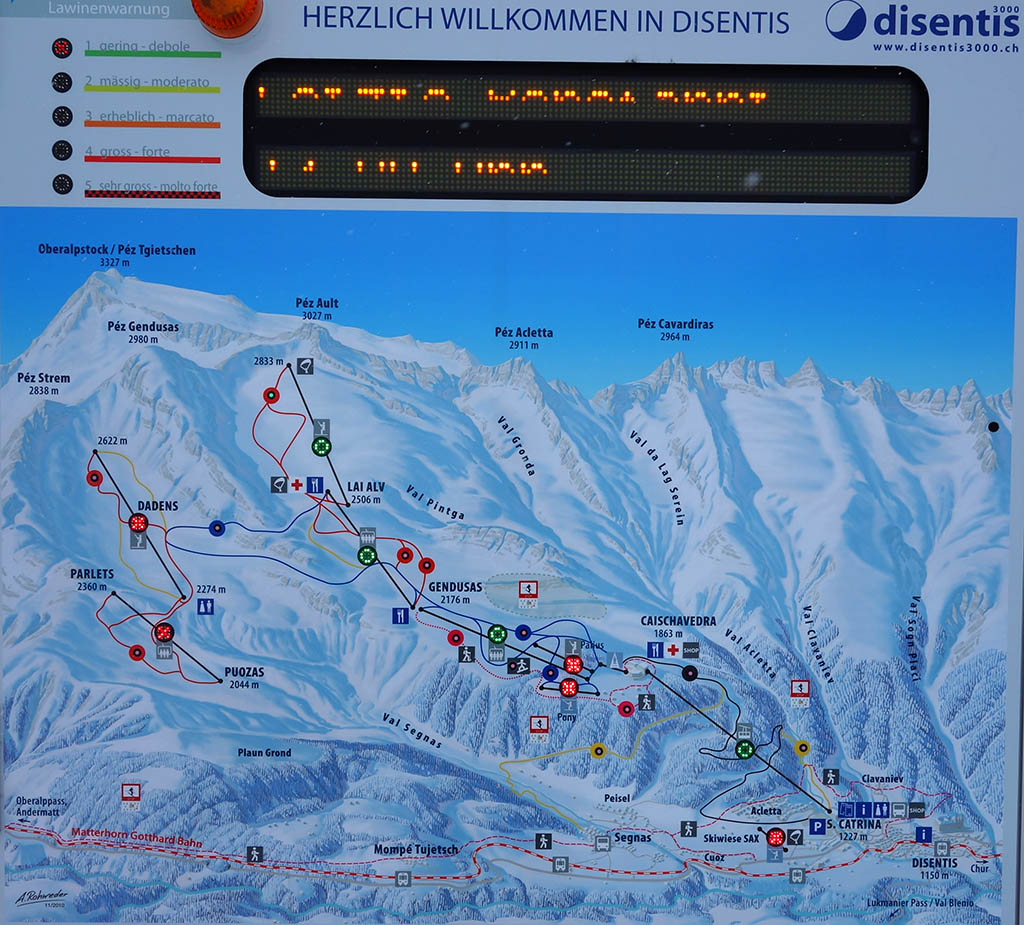 Lawinenwarnung
1 gering - debole
2 mässig - moderato
3 erheblich - marcato
4 gross - forte
5 sehr gross - molto forte
HERZLICH WILLKOMMEN IN DISENTIS
disentis 3000
www.disentis3000.ch
Oberalpstock / Péz Tgietschen
3327 m
Péz Ault
3027 m
Péz Gendusas
2980 m
Péz Acletta
2911 m
Péz Cavardiras
2964 m
Péz Strem
2838 m
2833 m
2622 m
DADENS
LAI ALV
2506 m
Val Pintga
Val Gronda
Val da Lag Serein
PARLETS
2360 m
2274 m
GENDUSAS
2176 m
CAISCHAVEDRA
1863 m
SHOP
Val Acletta
Val Clavaniev
Val Sogn Placi
PUOZAS
2044 m
Palius
Pony
Val Segnas
Plaun Grond
Oberalppass,
Andermatt
Matterhorn Gotthard Bahn
Mompé Tujetsch
Peisel
Segnas
Acletta
Skiwiese SAX
Cuoz
Clavaniev
P
i
SHOP
S. CATRINA
1227 m
i
DISENTIS
1150 m
Chur
Lukmanier Pass / Val Blenio
A. Rohweder
11/2010